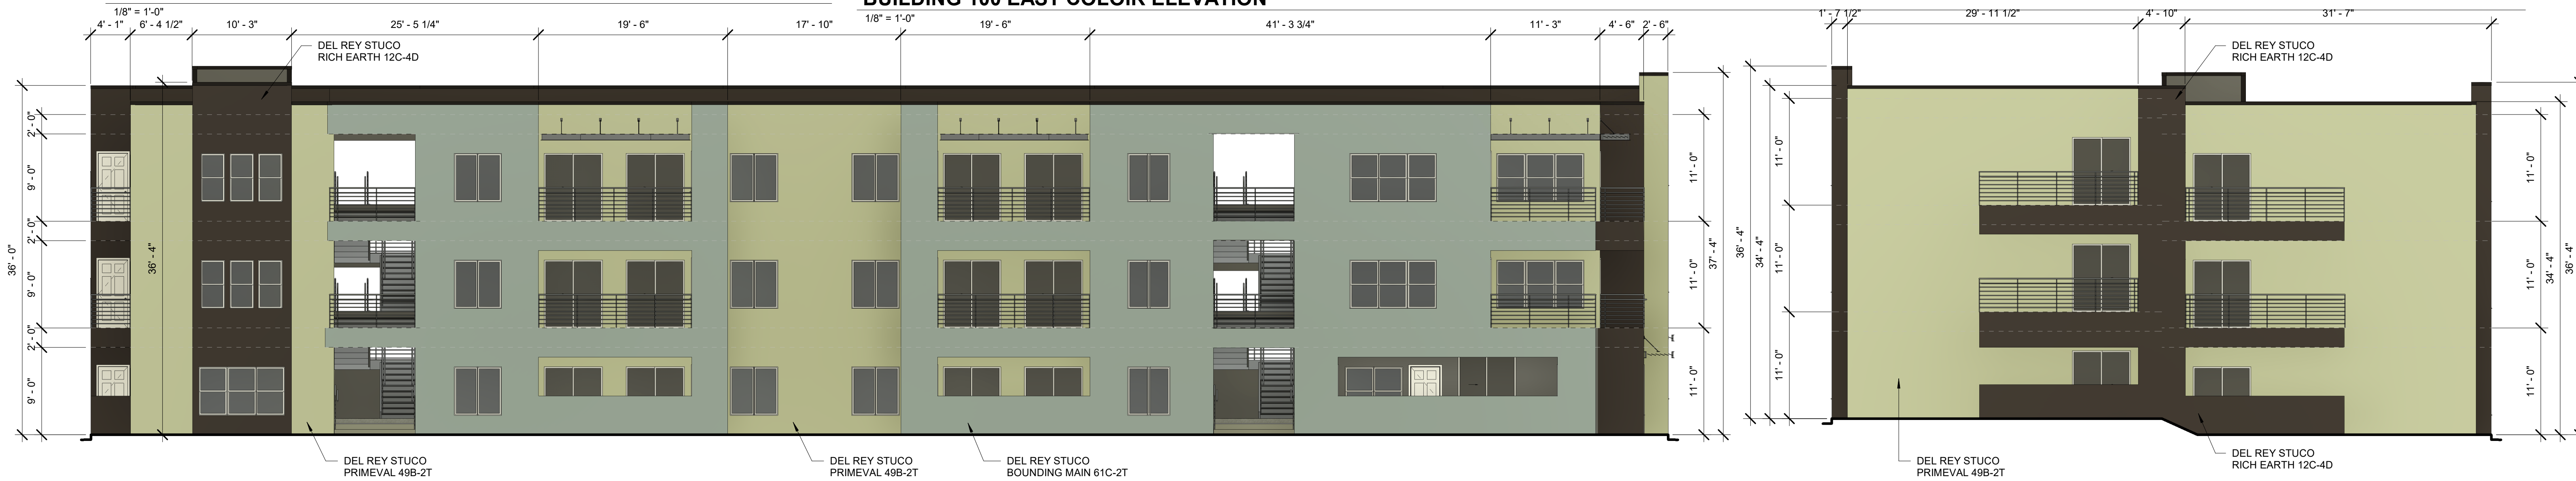 BUILDING 100 EAST COLOIR ELEVATION
1/8" = 1'-0"
1/8" = 1'-0"
4' - 1" 6' - 4 1/2" 10' - 3" 25' - 5 1/4" 19' - 6" 17' - 10" 19' - 6" 41' - 3 3/4" 11' - 3" 4' - 6" 2' - 6"
1' - 7 1/2" 29' - 11 1/2" 4' - 10" 31' - 7"
DEL REY STUCO
RICH EARTH 12C-4D
DEL REY STUCO
RICH EARTH 12C-4D
36' - 0"
2' - 0"
9' - 0"
2' - 0"
9' - 0"
2' - 0"
9' - 0"
36' - 4"
11' - 0"
11' - 0"
11' - 0"
37' - 4"
36' - 4"
34' - 4"
11' - 0"
11' - 0"
11' - 0"
11' - 0"
11' - 0"
11' - 0"
34' - 4"
36' - 4"
DEL REY STUCO
PRIMEVAL 49B-2T
DEL REY STUCO
PRIMEVAL 49B-2T
DEL REY STUCO
BOUNDING MAIN 61C-2T
DEL REY STUCO
PRIMEVAL 49B-2T
DEL REY STUCO
RICH EARTH 12C-4D